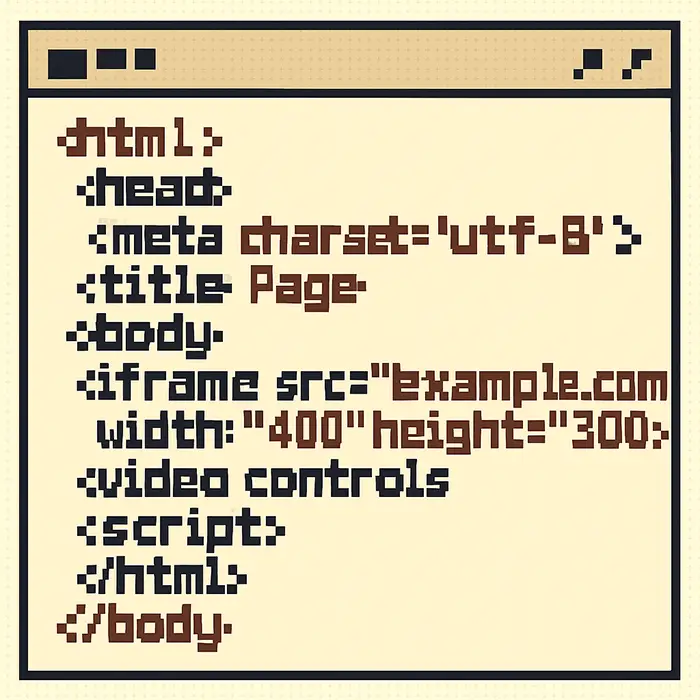 <html>
<head>
<meta charset='utf-8'>
<title Page
<body
<iframe src="example.com
width:"400"height="300>
<video controls
<script>
</html>
</body